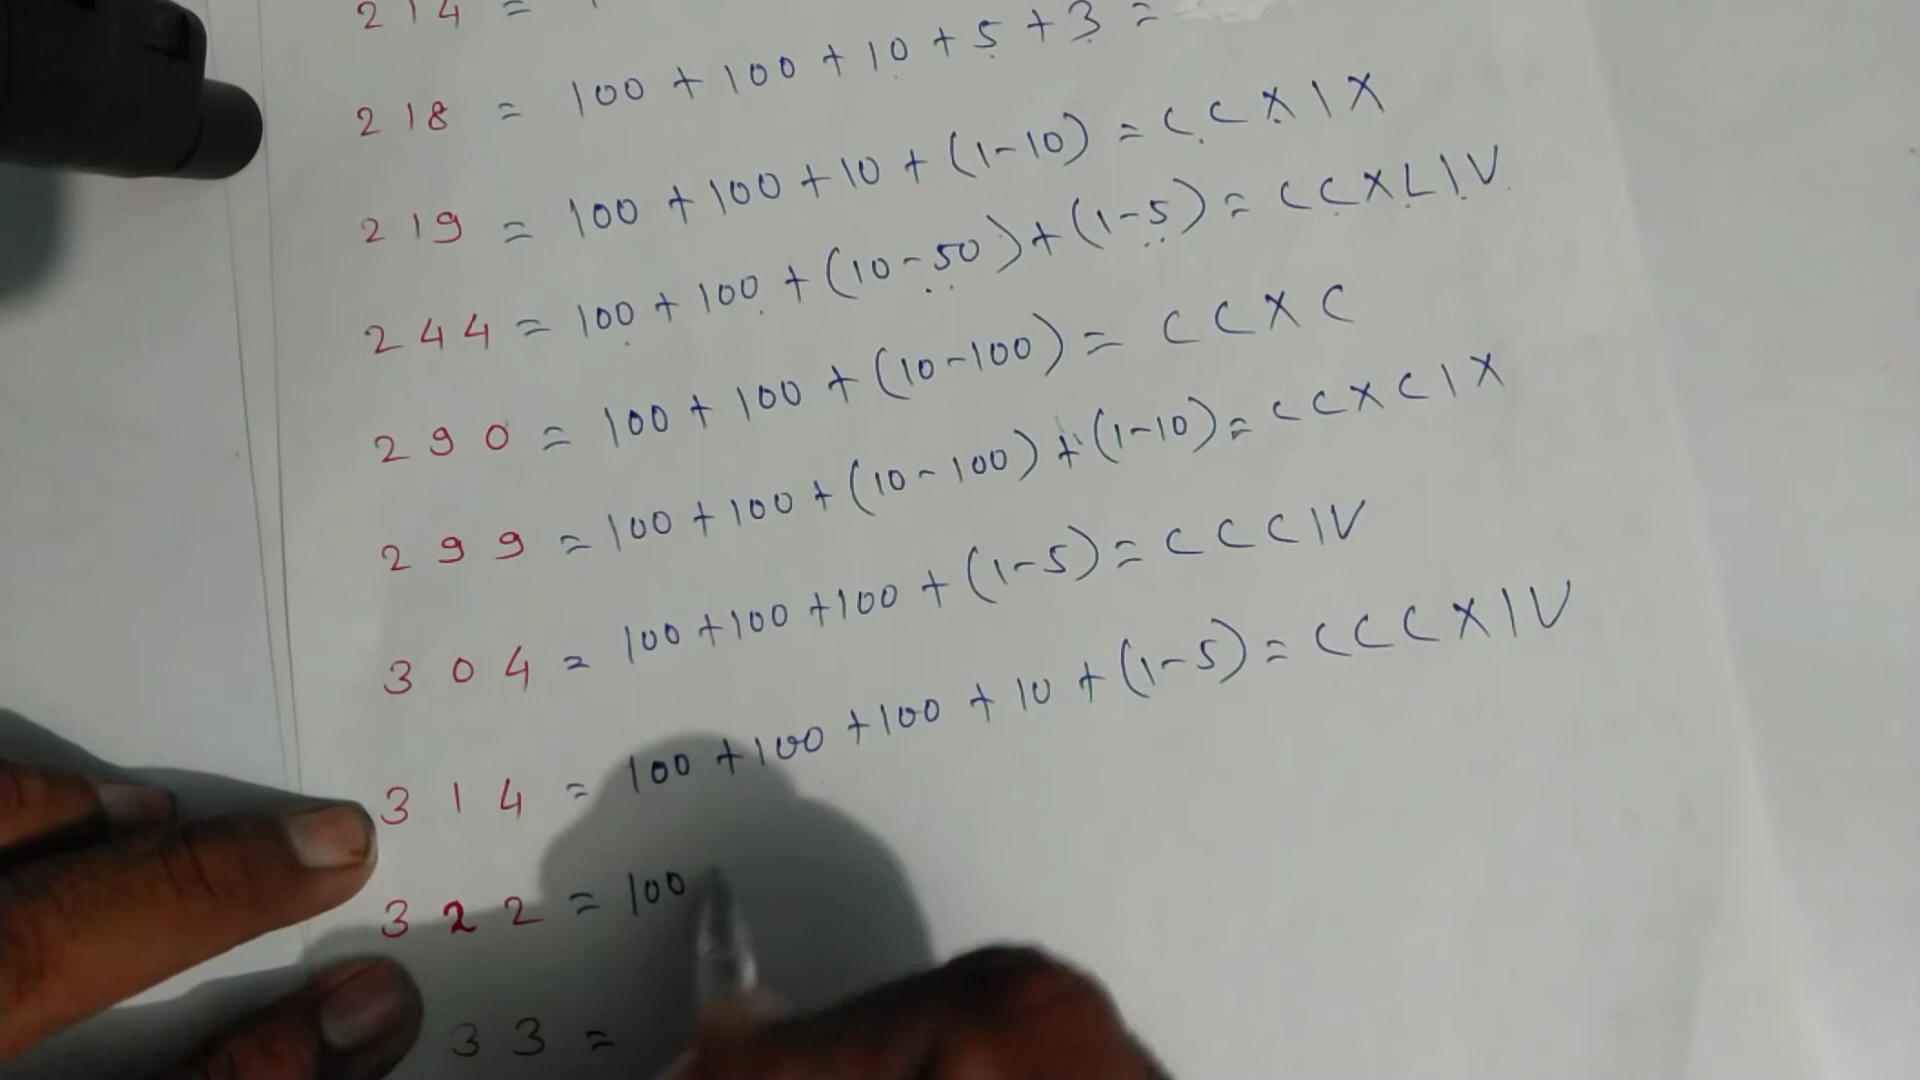 214 =
218 = 100 + 100 + 10 + 5 + 3 =
219 = 100 + 100 + 10 + (1-10) = CCXIX
244 = 100 + 100 + (10-50) + (1-5) = CCXLIV
290 = 100 + 100 + (10-100) = CCXC
299 = 100 + 100 + (10-100) + (1-10) = CCXCIX
304 = 100 + 100 + 100 + (1-5) = CCCIV
314 = 100 + 100 + 100 + 10 + (1-5) = CCCXIV
322 = 100
33 =